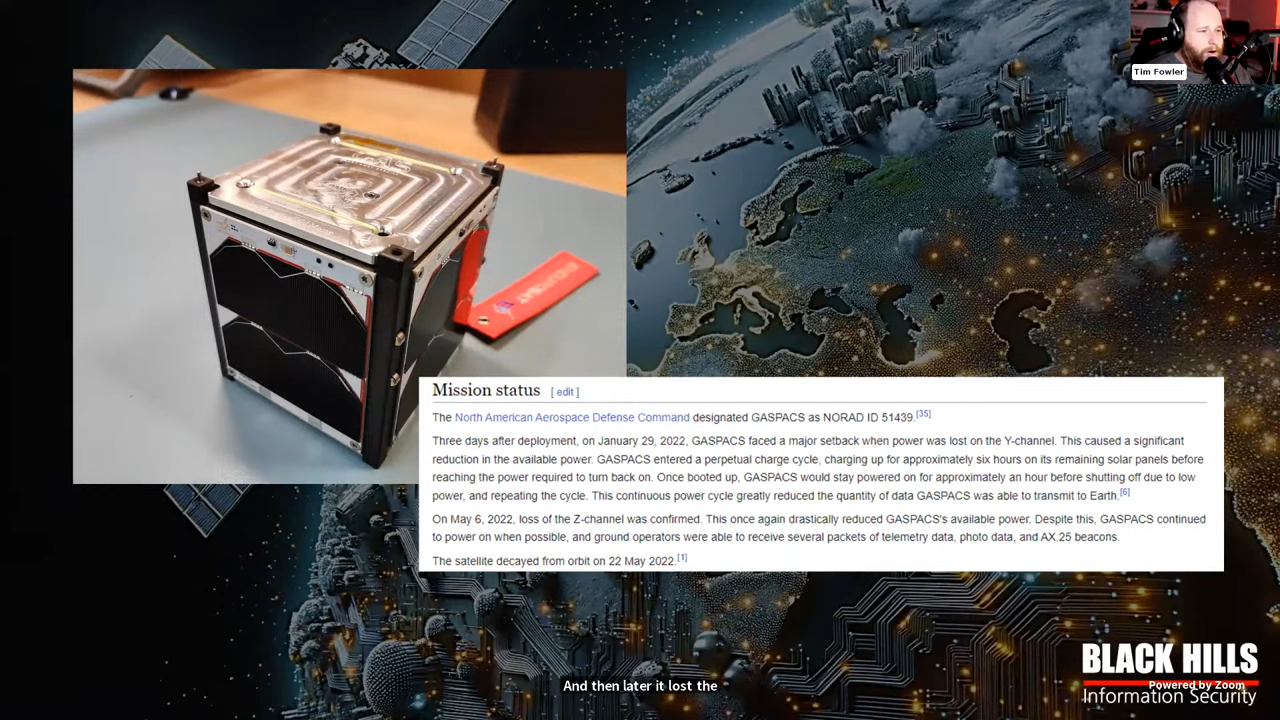 Tim Fowler
Mission status [ edit ]
The North American Aerospace Defense Command designated GASPACS as NORAD ID 51439.[35]
Three days after deployment, on January 29, 2022, GASPACS faced a major setback when power was lost on the Y-channel. This caused a significant
reduction in the available power. GASPACS entered a perpetual charge cycle, charging up for approximately six hours on its remaining solar panels before
reaching the power required to turn back on. Once booted up, GASPACS would stay powered on for approximately an hour before shutting off due to low
power, and repeating the cycle. This continuous power cycle greatly reduced the quantity of data GASPACS was able to transmit to Earth.[6]
On May 6, 2022, loss of the Z-channel was confirmed. This once again drastically reduced GASPACS's available power. Despite this, GASPACS continued
to power on when possible, and ground operators were able to receive several packets of telemetry data, photo data, and AX.25 beacons.
The satellite decayed from orbit on 22 May 2022.[1]
BLACK HILLS
Powered by Zoom
Information Security
And then later it lost the